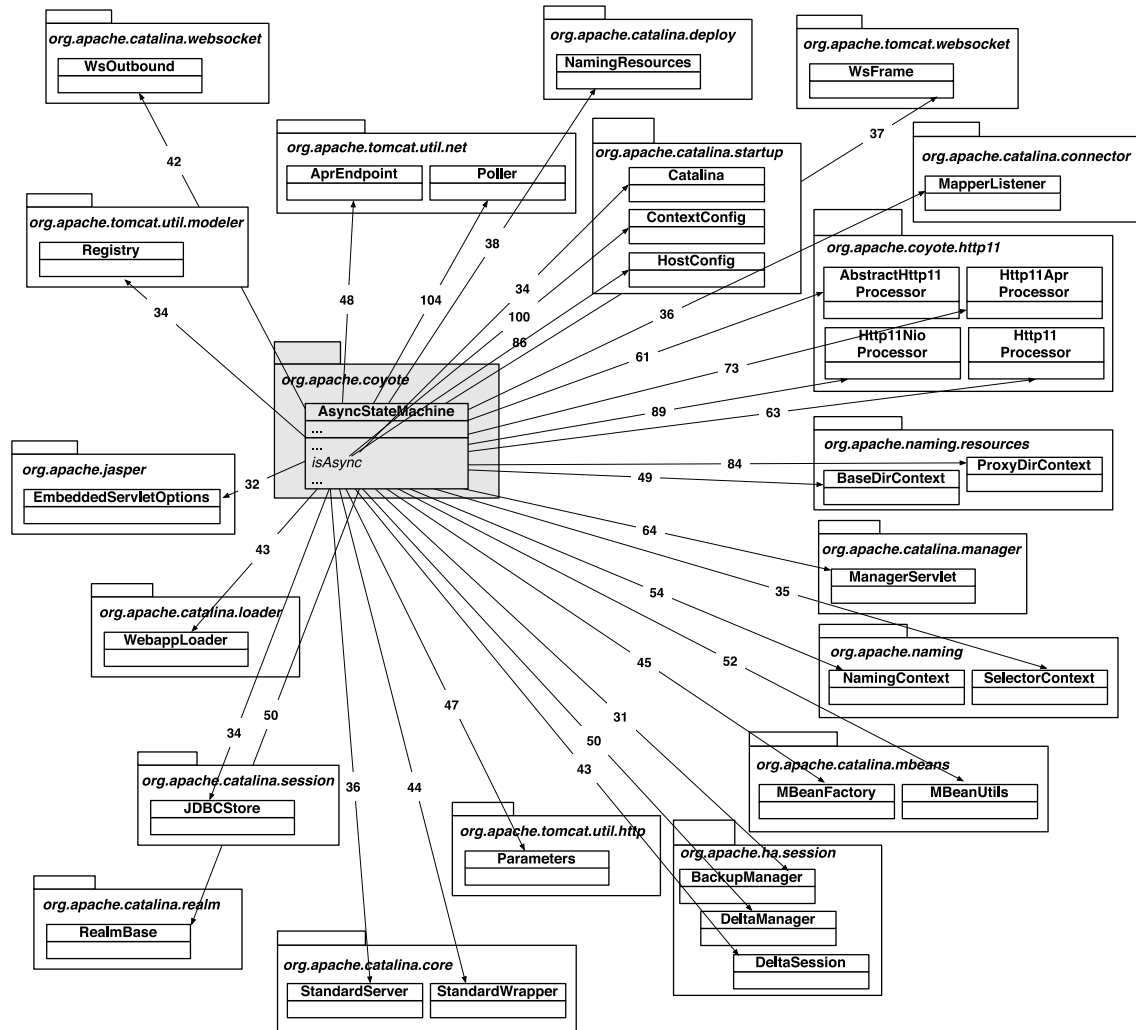 org.apache.catalina.websocket
WsOutbound
org.apache.catalina.deploy
NamingResources
org.apache.tomcat.websocket
WsFrame
37
42
org.apache.tomcat.util.net
AprEndpoint
Poller
org.apache.catalina.startup
Catalina
ContextConfig
HostConfig
org.apache.catalina.connector
MapperListener
org.apache.tomcat.util.modeler
Registry
38
34
100
86
48
104
34
36
org.apache.coyote.http11
AbstractHttp11
Processor
Http11Apr
Processor
Http11Nio
Processor
Http11
Processor
61
73
89
63
org.apache.coyote
AsyncStateMachine
...
...
isAsync
...
org.apache.jasper
EmbeddedServletOptions
32
org.apache.naming.resources
BaseDirContext
ProxyDirContext
84
49
43
64
org.apache.catalina.manager
ManagerServlet
org.apache.catalina.loader
WebappLoader
54
35
org.apache.naming
NamingContext
SelectorContext
45
52
47
31
34
50
50
43
36
44
org.apache.catalina.session
JDBCStore
org.apache.catalina.mbeans
MBeanFactory
MBeanUtils
org.apache.tomcat.util.http
Parameters
org.apache.ha.session
BackupManager
DeltaManager
DeltaSession
org.apache.catalina.realm
RealmBase
org.apache.catalina.core
StandardServer
StandardWrapper